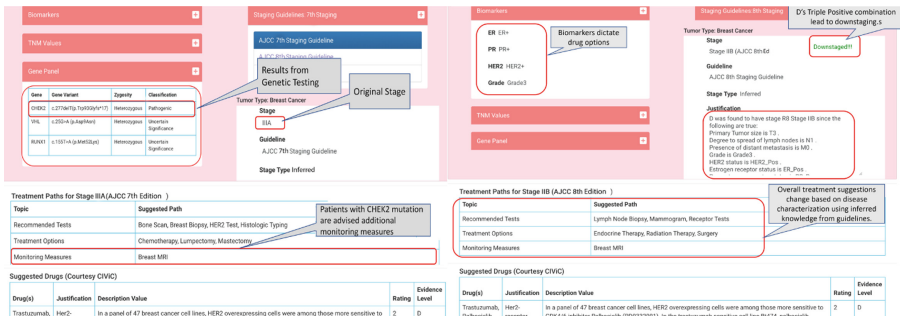 Biomarkers
TNM Values
Gene Panel
Gene Gene Variant Zygosity Classification
CHEK2 Heterozygous Pathogenic
VHL Heterozygous Uncertain
Significance
RUNX1 Heterozygous Uncertain
Significance
Staging Guidelines 7th Staging
AJCC 7th Staging Guideline
AJCC 8th Staging Guideline
Results from
Genetic Testing
Original Stage
Tumor Type: Breast Cancer
Stage
IIIA
Guideline
AJCC 7th Staging Guideline
Stage Type Inferred
Treatment Paths for Stage IIIA(AJCC 7th Edition )
Topic Suggested Path
Recommended Tests Bone Scan, Breast Biopsy, HER2 Test, Histologic Typing
Treatment Options Chemotherapy, Lumpectomy, Mastectomy
Monitoring Measures Breast MRI
Patients with CHEK2 mutation
are advised additional
monitoring measures
Suggested Drugs (Courtesy CIViC)
Drug(s) Justification Description Value Rating Evidence
Level
Trastuzumab, Her2- In a panel of 47 breast cancer cell lines, HER2 overexpressing cells were among those more sensitive to 2 D
Biomarkers
ER ER+
PR PR+
HER2 HER2+
Grade Grade3
Biomarkers dictate
drug options
TNM Values
Gene Panel
Staging Guidelines 8th Staging
D's Triple Positive combination
lead to downstaging.s
Tumor Type: Breast Cancer
Stage
Stage IIB (AJCC
Downstaged!!!
Guideline
AJCC 8th Staging Guideline
Stage Type Inferred
Justification
D was found to have stage R8 Stage IIB since the
following are true:
Primary Tumor size is T3 .
Degree to spread of lymph nodes is N1 .
Presence of distant metastasis is M0 .
Grade is Grade3 .
HER2 status is HER2_Pos .
Estrogen receptor status is ER_Pos
Treatment Paths for Stage IIB (AJCC 8th Edition )
Topic Suggested Path
Recommended Tests Lymph Node Biopsy, Mammogram, Receptor Tests
Treatment Options Endocrine Therapy, Radiation Therapy, Surgery
Monitoring Measures Breast MRI
Overall treatment suggestions
change based on disease
characterization using inferred
knowledge from guidelines.
Suggested Drugs (Courtesy CIViC)
Drug(s) Justification Description Value Rating Evidence
Level
Trastuzumab, Her2- In a panel of 47 breast cancer cell lines, HER2 overexpressing cells were among those more sensitive to 2 D